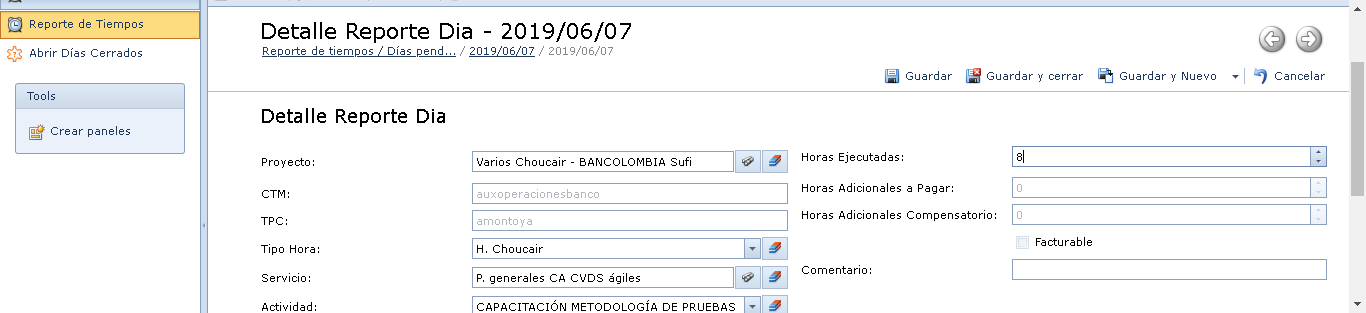 Reporte de Tiempos
Abrir Días Cerrados
Tools
Crear paneles
Detalle Reporte Dia - 2019/06/07
Reporte de tiempos / Días pend... / 2019/06/07 / 2019/06/07
Guardar Guardar y cerrar Guardar y Nuevo Cancelar
Detalle Reporte Dia
Proyecto: Varios Choucair - BANCOLOMBIA Sufi
CTM: auxoperacionesbanco
TPC: amontoya
Tipo Hora: H. Choucair
Servicio: P. generales CA CVDS ágiles
Actividad: CAPACITACIÓN METODOLOGÍA DE PRUEBAS
Horas Ejecutadas: 8
Horas Adicionales a Pagar: 0
Horas Adicionales Compensatorio: 0
Facturable
Comentario: